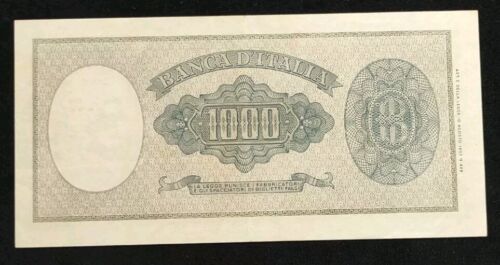 BANCA D'ITALIA
1000
LA LEGGE PUNISCE I FABBRICATORI
E GLI SPACCIATORI DI BIGLIETTI FALSI